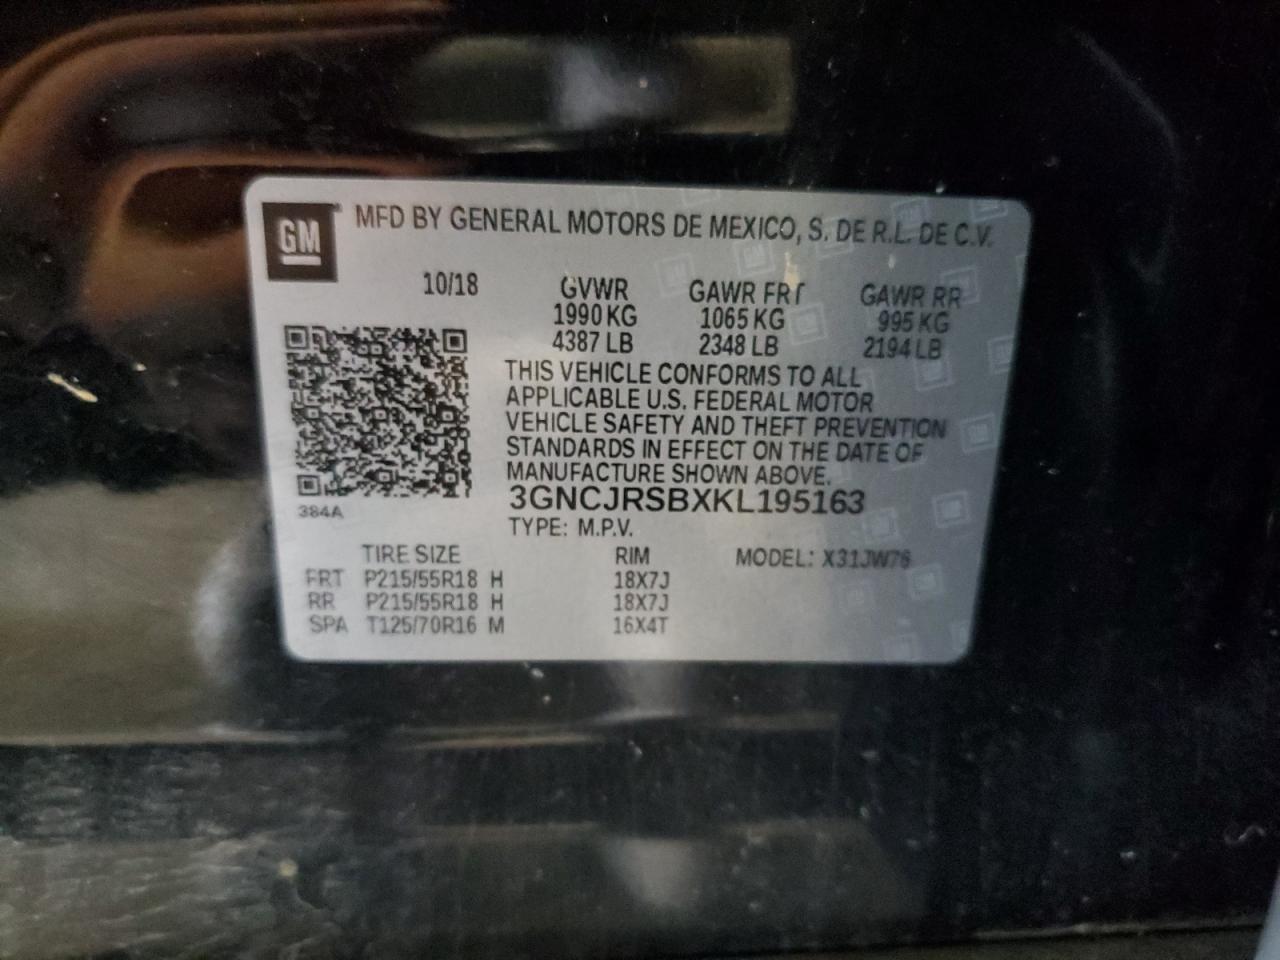 GM MFD BY GENERAL MOTORS DE MEXICO, S. DE R.L. DE C.V.
10/18 GVWR GAWR FRT GAWR RR
1990 KG 1065 KG 995 KG
4387 LB 2348 LB 2194 LB
THIS VEHICLE CONFORMS TO ALL
APPLICABLE U.S. FEDERAL MOTOR
VEHICLE SAFETY AND THEFT PREVENTION
STANDARDS IN EFFECT ON THE DATE OF
MANUFACTURE SHOWN ABOVE.
3GNCJRSBXKL195163
384A
TYPE: M.P.V.
TIRE SIZE RIM MODEL: X31JW76
FRT P215/55R18 H 18X7J
RR P215/55R18 H 18X7J
SPA T125/70R16 M 16X4T